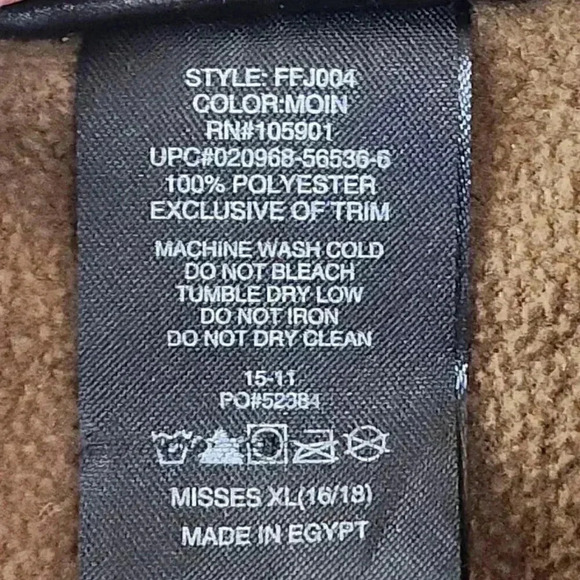 STYLE: FFJ004
COLOR:MOIN
RN#105901
UPC#020968-56536-6
100% POLYESTER
EXCLUSIVE OF TRIM
MACHINE WASH COLD
DO NOT BLEACH
TUMBLE DRY LOW
DO NOT IRON
DO NOT DRY CLEAN
15-11
PO#52384
MISSES XL(16/18)
MADE IN EGYPT